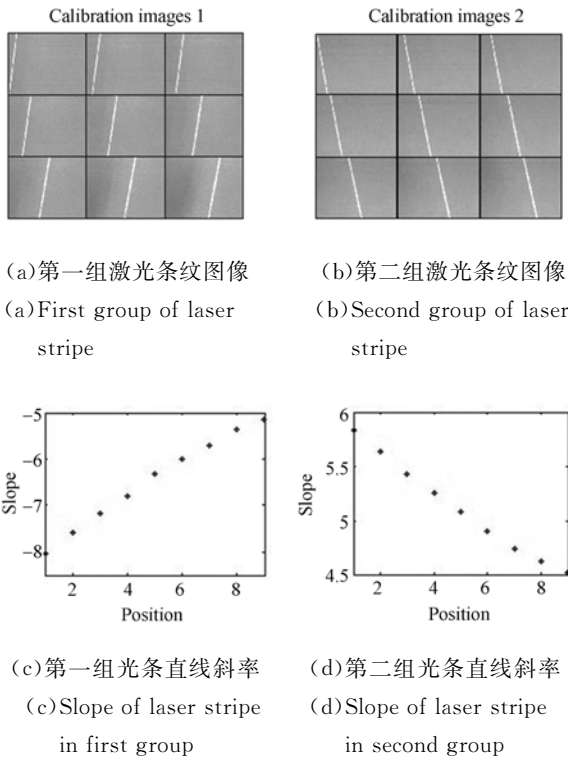 Calibration images 1
Calibration images 2
(a)第一组激光条纹图像
(a)First group of laser
stripe
(b)第二组激光条纹图像
(b)Second group of laser
stripe
-5
-6
-7
-8
Slope
2
4
6
8
Position
6
5.5
5
4.5
Slope
2
4
6
8
Position
(c)第一组光条直线斜率
(c)Slope of laser stripe
in first group
(d)第二组光条直线斜率
(d)Slope of laser stripe
in second group